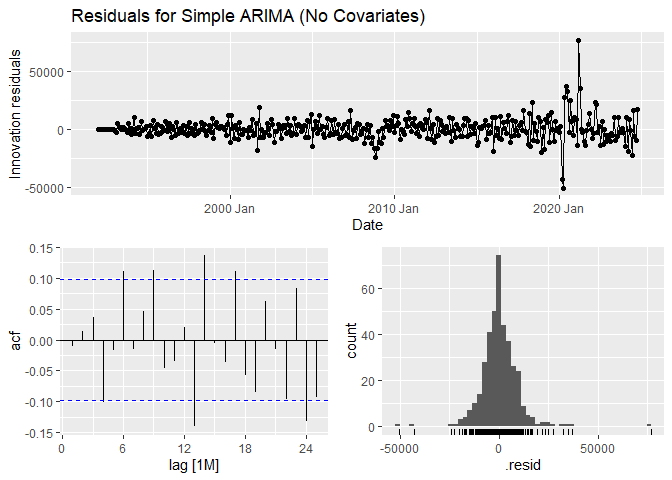 Residuals for Simple ARIMA (No Covariates)
Innovation residuals
50000
0
-50000
2000 Jan
2010 Jan
2020 Jan
Date
acf
0.15
0.10
0.05
0.00
-0.05
-0.10
-0.15
0
6
12
18
24
lag [1M]
count
60
40
20
0
-50000
0
50000
.resid